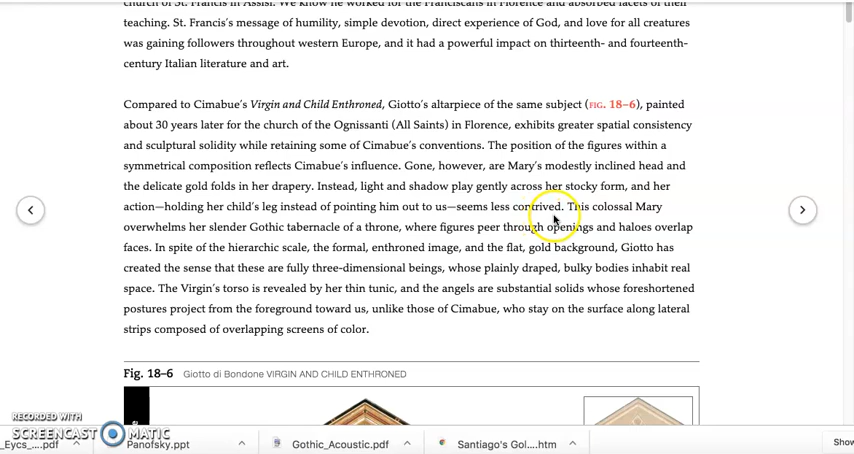 church of St. Francis in Assisi. We know he worked for the Franciscans in Florence and absorbed facets of their
teaching. St. Francis's message of humility, simple devotion, direct experience of God, and love for all creatures
was gaining followers throughout western Europe, and it had a powerful impact on thirteenth- and fourteenth-
century Italian literature and art.
Compared to Cimabue's Virgin and Child Enthroned, Giotto's altarpiece of the same subject (FIG. 18–6), painted
about 30 years later for the church of the Ognissanti (All Saints) in Florence, exhibits greater spatial consistency
and sculptural solidity while retaining some of Cimabue's conventions. The position of the figures within a
symmetrical composition reflects Cimabue's influence. Gone, however, are Mary's modestly inclined head and
the delicate gold folds in her drapery. Instead, light and shadow play gently across her stocky form, and her
action—holding her child's leg instead of pointing him out to us—seems less contrived. This colossal Mary
overwhelms her slender Gothic tabernacle of a throne, where figures peer through openings and haloes overlap
faces. In spite of the hierarchic scale, the formal, enthroned image, and the flat, gold background, Giotto has
created the sense that these are fully three-dimensional beings, whose plainly draped, bulky bodies inhabit real
space. The Virgin's torso is revealed by her thin tunic, and the angels are substantial solids whose foreshortened
postures project from the foreground toward us, unlike those of Cimabue, who stay on the surface along lateral
strips composed of overlapping screens of color.
Fig. 18–6 Giotto di Bondone VIRGIN AND CHILD ENTHRONED
RECORDED WITH
SCREENCAST MATIC
_Eycs_....pdf Panofsky.ppt Gothic_Acoustic.pdf Santiago's Gol....htm Show